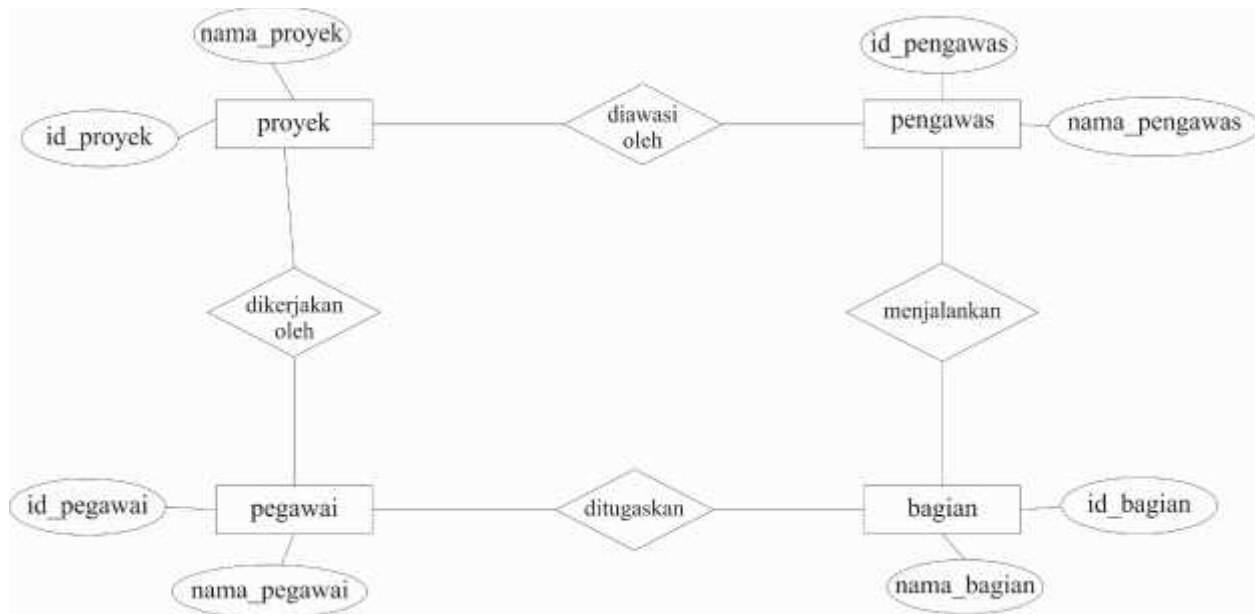 nama_proyek
id_pengawas
id_proyek
proyek
diawasi
oleh
pengawas
nama_pengawas
dikerjakan
oleh
menjalankan
id_pegawai
pegawai
ditugaskan
bagian
id_bagian
nama_pegawai
nama_bagian